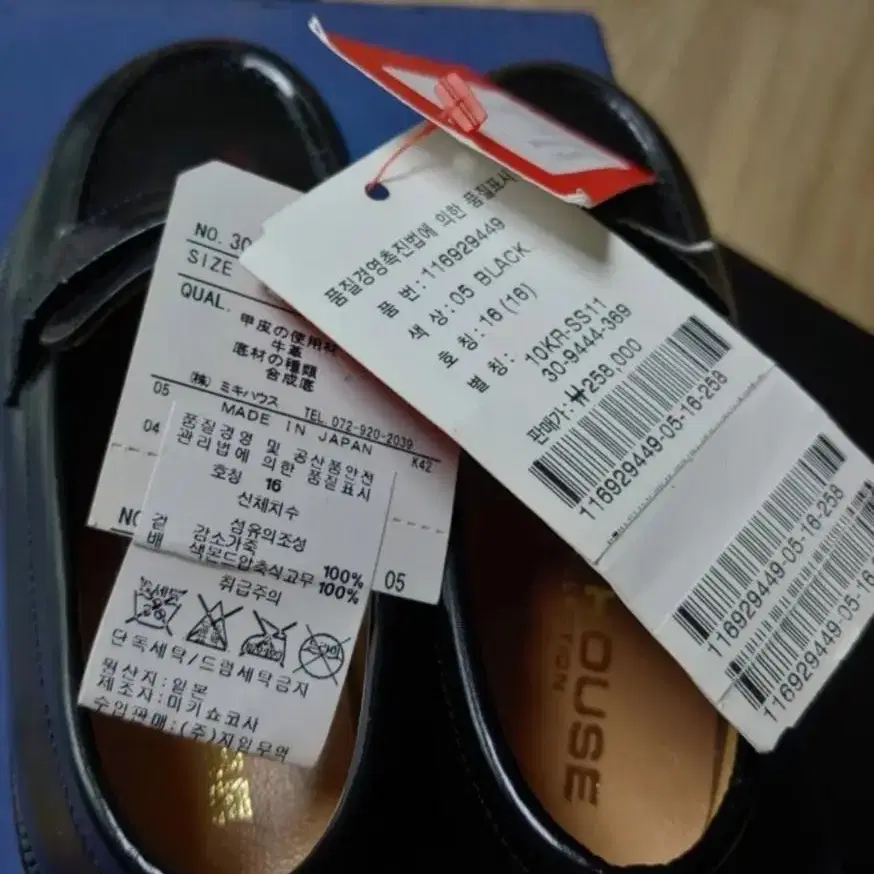 NO. 30
SIZE
QUAL.
甲皮の使用材
牛革
底材の種類
合成底
05
(株) ミキハウス
TEL. 072-920-2039
MADE IN JAPAN
04
K42
05
품질경영 및 공산품안전
관리법에 의한 품질표시
호칭 16
신체치수
섬유의조성
겉 감소가죽 100%
색몬드압축식고무 100%
취급주의
단독세탁/드럼세탁금지
원산지:일본
제조자:미키쇼코사
수입판매:(주)지임무역
품질경영촉진법에 의한 품질표시
품 번:116929449
색 상:05 BLACK
호 칭:16 (16)
별 칭: 10KR-SS11
30-9444-369
판매가:₩258,000
116929449-05-16-258
116929449-05-16-258
116929449-05-16
OUSE